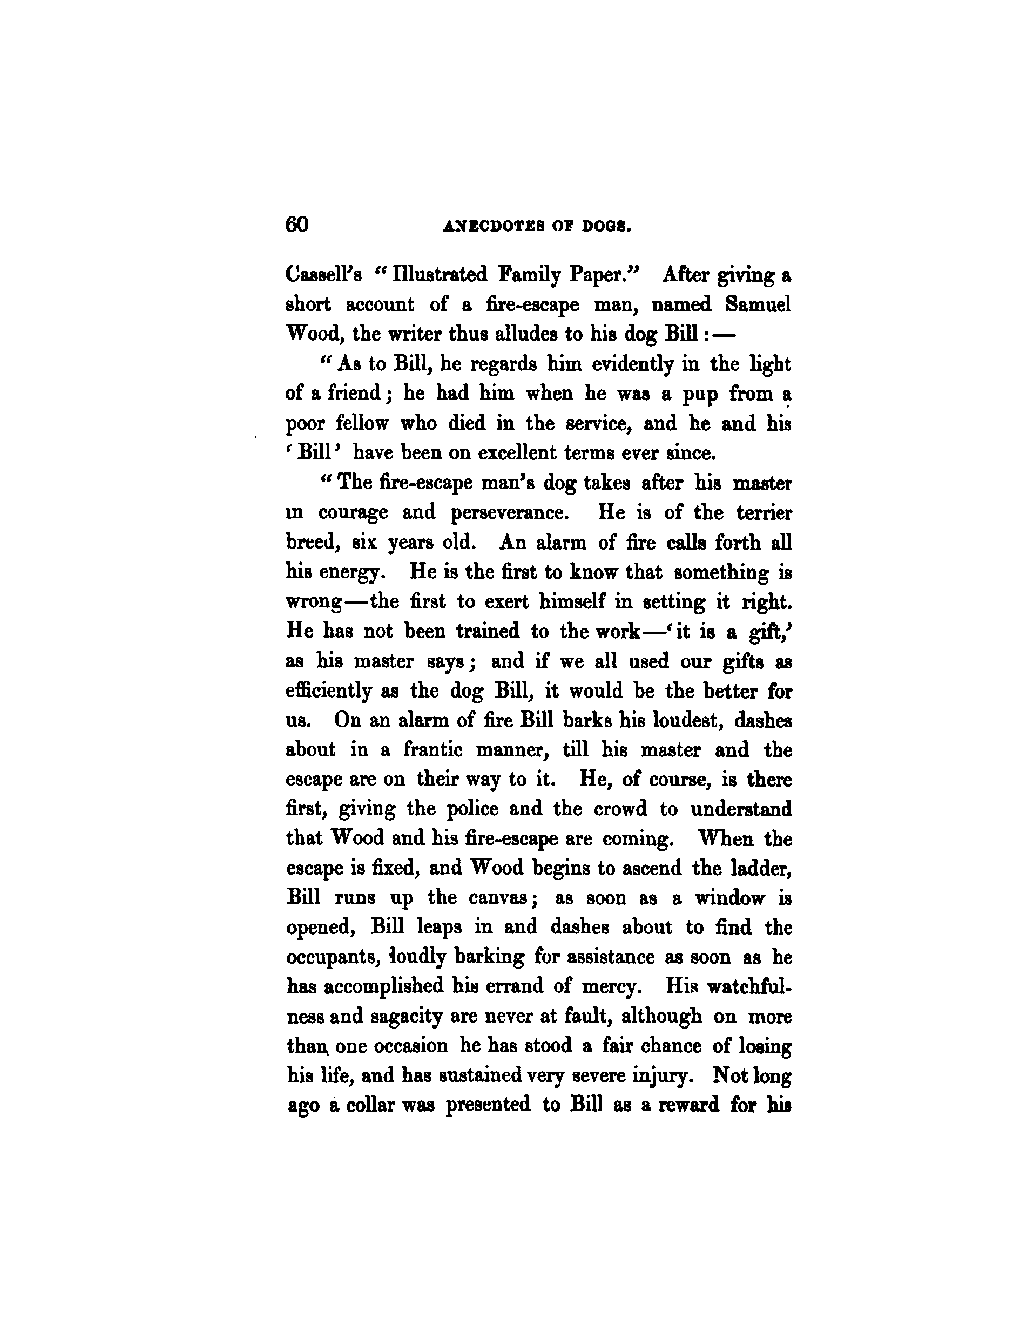 60 ANECDOTES OF DOGS.
Cassell's "Illustrated Family Paper." After giving a
short account of a fire-escape man, named Samuel
Wood, the writer thus alludes to his dog Bill:—
"As to Bill, he regards him evidently in the light
of a friend; he had him when he was a pup from a
poor fellow who died in the service, and he and his
'Bill' have been on excellent terms ever since.
"The fire-escape man's dog takes after his master
in courage and perseverance. He is of the terrier
breed, six years old. An alarm of fire calls forth all
his energy. He is the first to know that something is
wrong—the first to exert himself in setting it right.
He has not been trained to the work—'it is a gift,'
as his master says; and if we all used our gifts as
efficiently as the dog Bill, it would be the better for
us. On an alarm of fire Bill barks his loudest, dashes
about in a frantic manner, till his master and the
escape are on their way to it. He, of course, is there
first, giving the police and the crowd to understand
that Wood and his fire-escape are coming. When the
escape is fixed, and Wood begins to ascend the ladder,
Bill runs up the canvas; as soon as a window is
opened, Bill leaps in and dashes about to find the
occupants, loudly barking for assistance as soon as he
has accomplished his errand of mercy. His watchful-
ness and sagacity are never at fault, although on more
than one occasion he has stood a fair chance of losing
his life, and has sustained very severe injury. Not long
ago a collar was presented to Bill as a reward for his